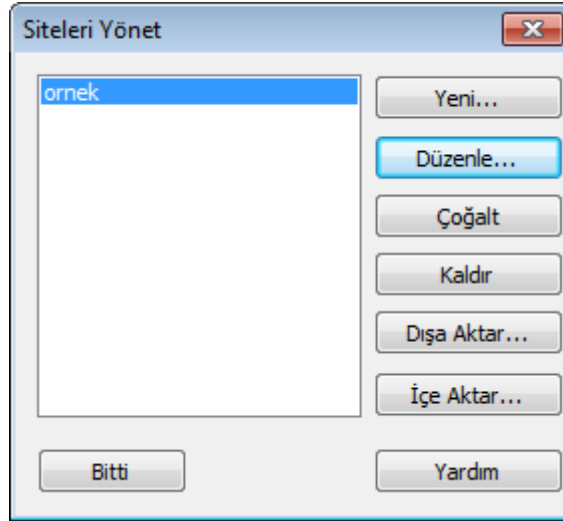 Siteleri Yönet
ornek
Yeni...
Düzenle...
Çoğalt
Kaldır
Dışa Aktar...
İçe Aktar...
Bitti
Yardım